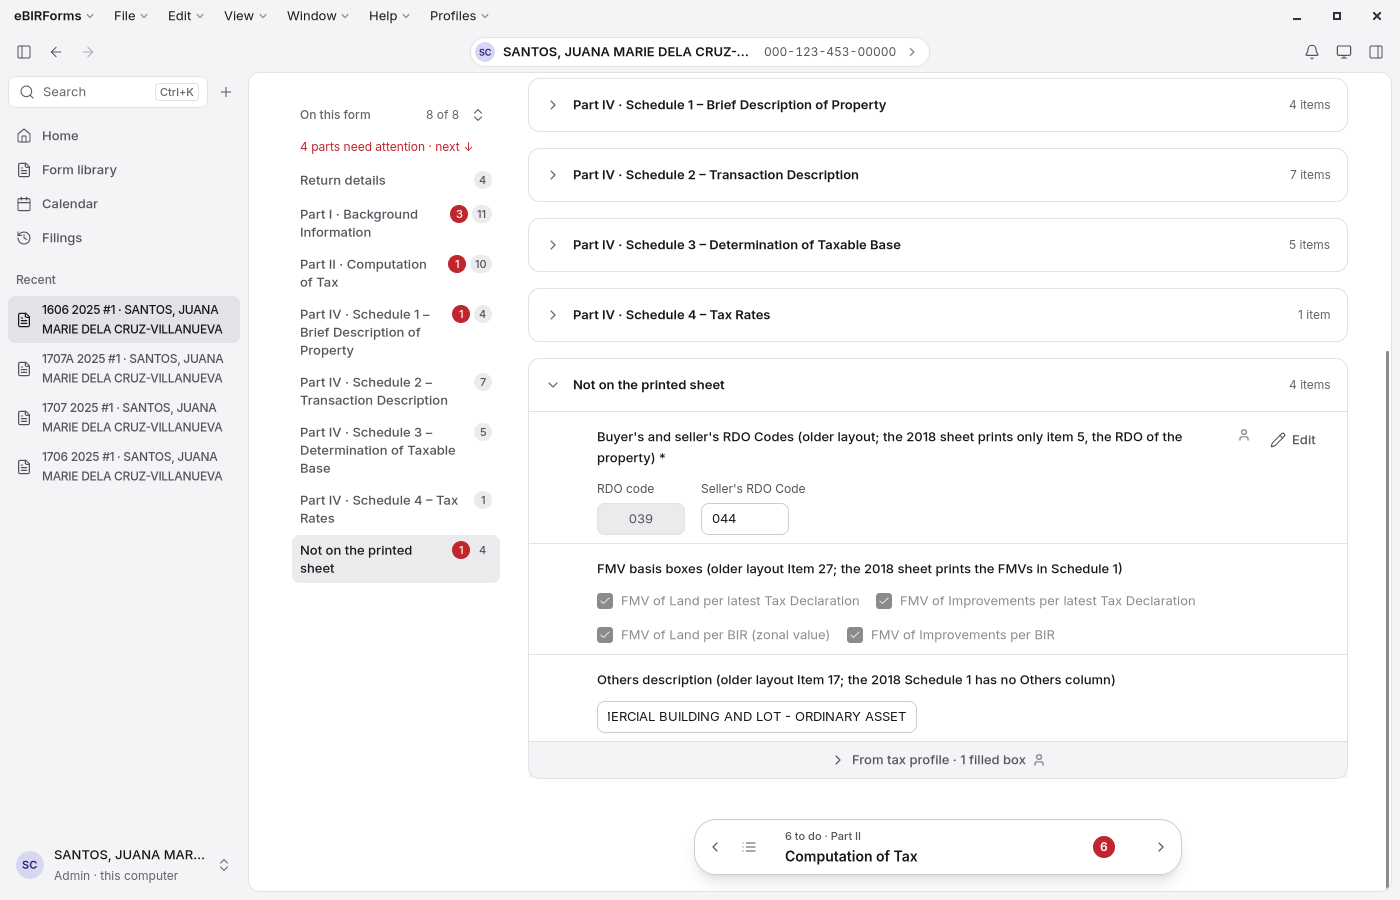 eBIRForms File Edit View Window Help Profiles
SC SANTOS, JUANA MARIE DELA CRUZ-... 000-123-453-00000
Search Ctrl+K
Home
Form library
Calendar
Filings
Recent
1606 2025 #1 · SANTOS, JUANA
MARIE DELA CRUZ-VILLANUEVA
1707A 2025 #1 · SANTOS, JUANA
MARIE DELA CRUZ-VILLANUEVA
1707 2025 #1 · SANTOS, JUANA
MARIE DELA CRUZ-VILLANUEVA
1706 2025 #1 · SANTOS, JUANA
MARIE DELA CRUZ-VILLANUEVA
SC SANTOS, JUANA MAR...
Admin · this computer
On this form 8 of 8
4 parts need attention · next ↓
Return details 4
Part I · Background 3 11
Information
Part II · Computation 1 10
of Tax
Part IV · Schedule 1 – 1 4
Brief Description of
Property
Part IV · Schedule 2 – 7
Transaction Description
Part IV · Schedule 3 – 5
Determination of Taxable
Base
Part IV · Schedule 4 – Tax 1
Rates
Not on the printed 1 4
sheet
Part IV · Schedule 1 – Brief Description of Property 4 items
Part IV · Schedule 2 – Transaction Description 7 items
Part IV · Schedule 3 – Determination of Taxable Base 5 items
Part IV · Schedule 4 – Tax Rates 1 item
Not on the printed sheet 4 items
Buyer's and seller's RDO Codes (older layout; the 2018 sheet prints only item 5, the RDO of the
property) *
Edit
RDO code Seller's RDO Code
039 044
FMV basis boxes (older layout Item 27; the 2018 sheet prints the FMVs in Schedule 1)
FMV of Land per latest Tax Declaration FMV of Improvements per latest Tax Declaration
FMV of Land per BIR (zonal value) FMV of Improvements per BIR
Others description (older layout Item 17; the 2018 Schedule 1 has no Others column)
IERCIAL BUILDING AND LOT - ORDINARY ASSET
From tax profile · 1 filled box
6 to do · Part II
Computation of Tax 6